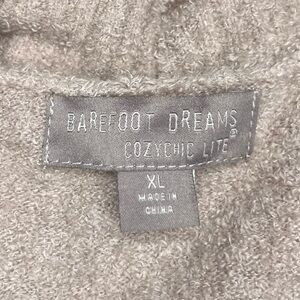 BAREFOOT DREAMS®
COZYCHIC LITE
XL
MADE IN
CHINA